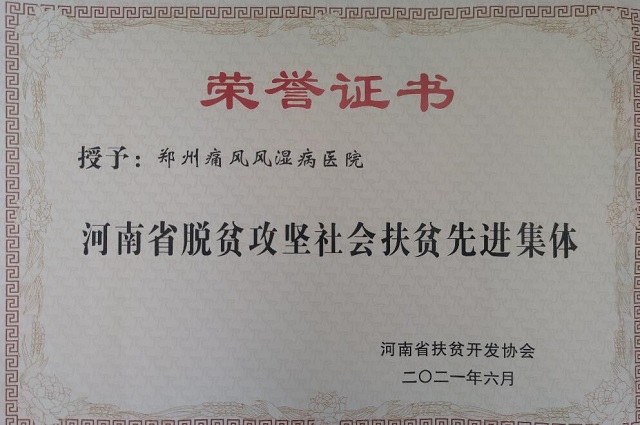 荣誉证书
授予：郑州痛风风湿病医院
河南省脱贫攻坚社会扶贫先进集体
河南省扶贫开发协会
二〇二一年六月